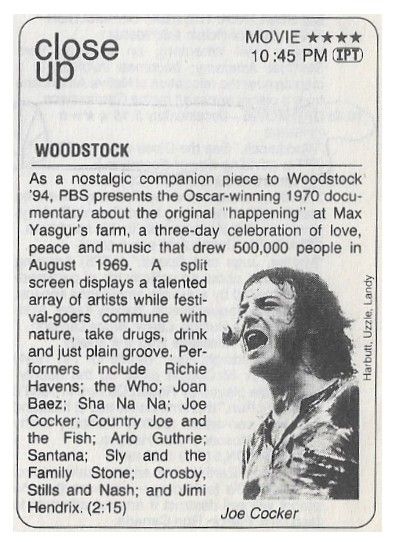 close
up
MOVIE ★★★★
10:45 PM IPT
WOODSTOCK
As a nostalgic companion piece to Woodstock
'94, PBS presents the Oscar-winning 1970 docu-
mentary about the original "happening" at Max
Yasgur's farm, a three-day celebration of love,
peace and music that drew 500,000 people in
August 1969. A split
screen displays a talented
array of artists while festi-
val-goers commune with
nature, take drugs, drink
and just plain groove. Per-
formers include Richie
Havens; the Who; Joan
Baez; Sha Na Na; Joe
Cocker; Country Joe and
the Fish; Arlo Guthrie;
Santana; Sly and the
Family Stone; Crosby,
Stills and Nash; and Jimi
Hendrix. (2:15)
Harbutt, Uzzle, Landy
Joe Cocker